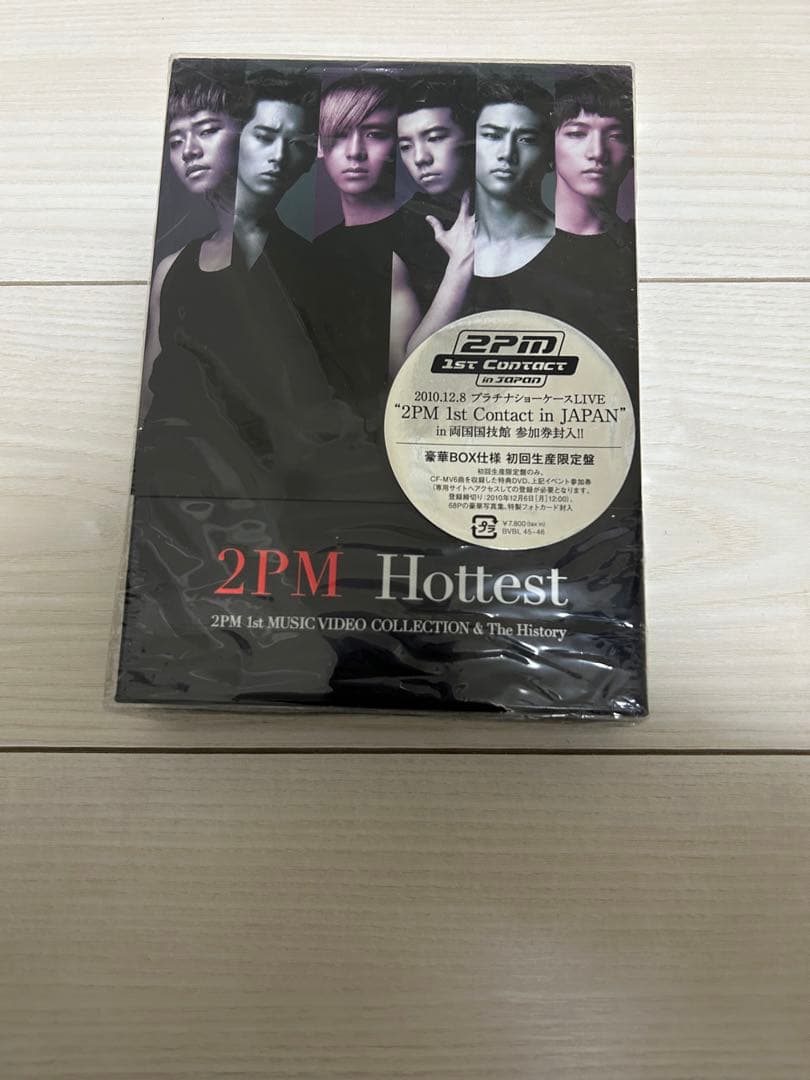 2PM
1st Contact
in JAPAN
2010.12.8 プラチナショーケースLIVE
“2PM 1st Contact in JAPAN”
in 両国国技館 参加券封入!!
豪華BOX仕様 初回生産限定盤
初回生産限定盤のみ、
CF・MV6曲を収録した特典DVD、上記イベント参加券
(専用サイトへアクセスしての登録が必要となります。
登録締切り:2010年12月6日[月]12:00)、
68Pの豪華写真集、特製フォトカード封入
プラ
¥7,800(tax in)
BVBL 45-46
2PM Hottest
2PM 1st MUSIC VIDEO COLLECTION & The History